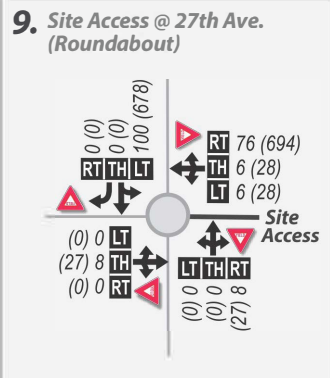 9. Site Access @ 27th Ave.
(Roundabout)
0 (0)
0 (0)
100 (678)
RT TH LT
RT 76 (694)
TH 6 (28)
LT 6 (28)
Site
Access
(0) 0 LT
(27) 8 TH
(0) 0 RT
LT TH RT
(0) 0
(0) 0
(27) 8